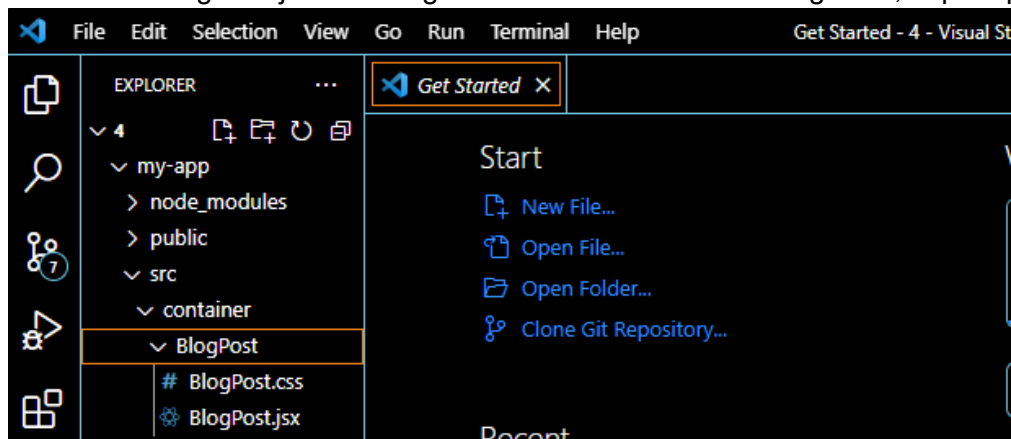 File Edit Selection View Go Run Terminal Help Get Started - 4 - Visual St
EXPLORER ...
Get Started
4
my-app
node_modules
public
src
container
BlogPost
# BlogPost.css
BlogPost.jsx
7
Start
New File...
Open File...
Open Folder...
Clone Git Repository...
Recent